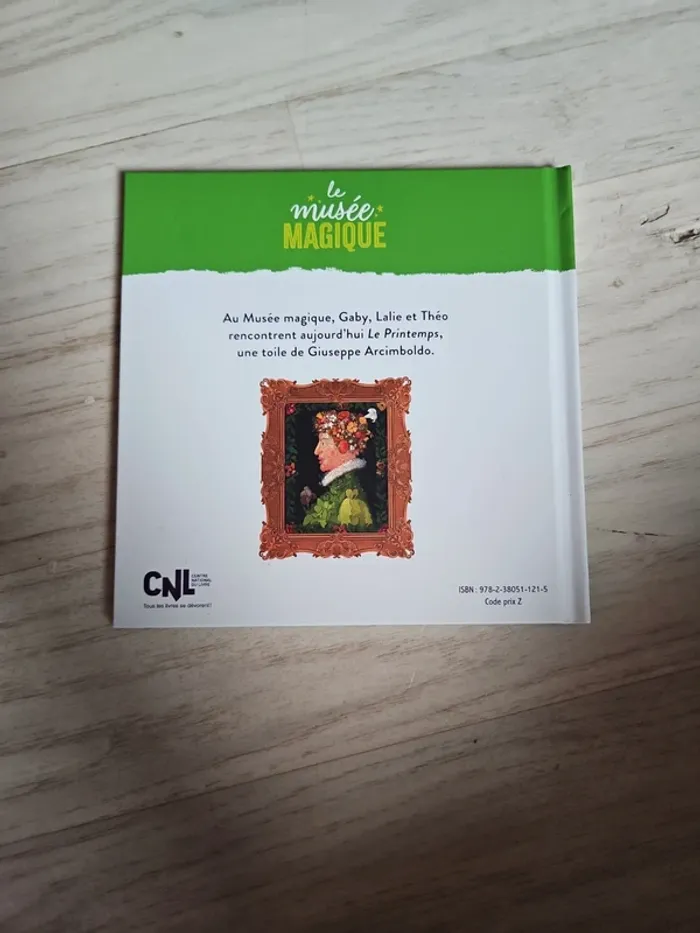 le
musée
MAGIQUE
Au Musée magique, Gaby, Lalie et Théo
rencontrent aujourd'hui Le Printemps,
une toile de Giuseppe Arcimboldo.
CNL
CENTRE
NATIONAL
DU LIVRE
Tous les livres se dévorent!
ISBN : 978-2-38051-121-5
Code prix Z